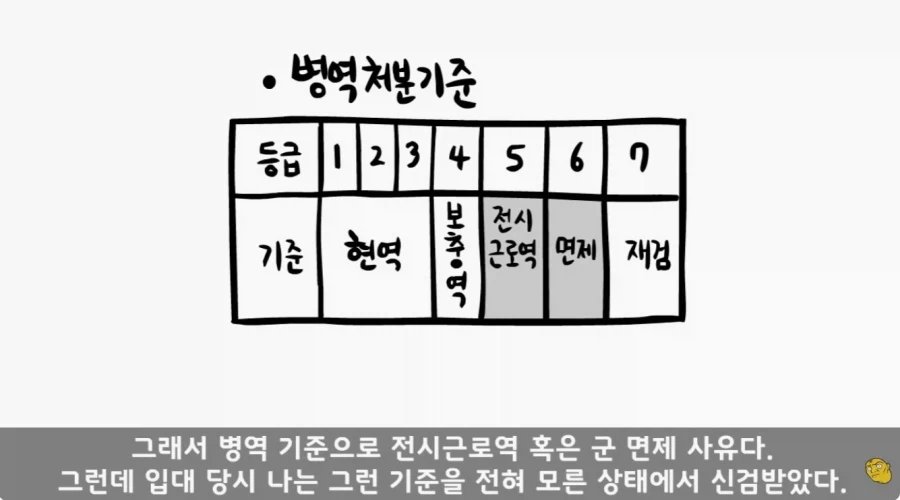 • 병역처분기준
등급 1 2 3 4 5 6 7
기준 현역 보충역 전시근로역 면제 재검
그래서 병역 기준으로 전시근로역 혹은 군 면제 사유다.
그런데 입대 당시 나는 그런 기준을 전혀 모른 상태에서 신검받았다.